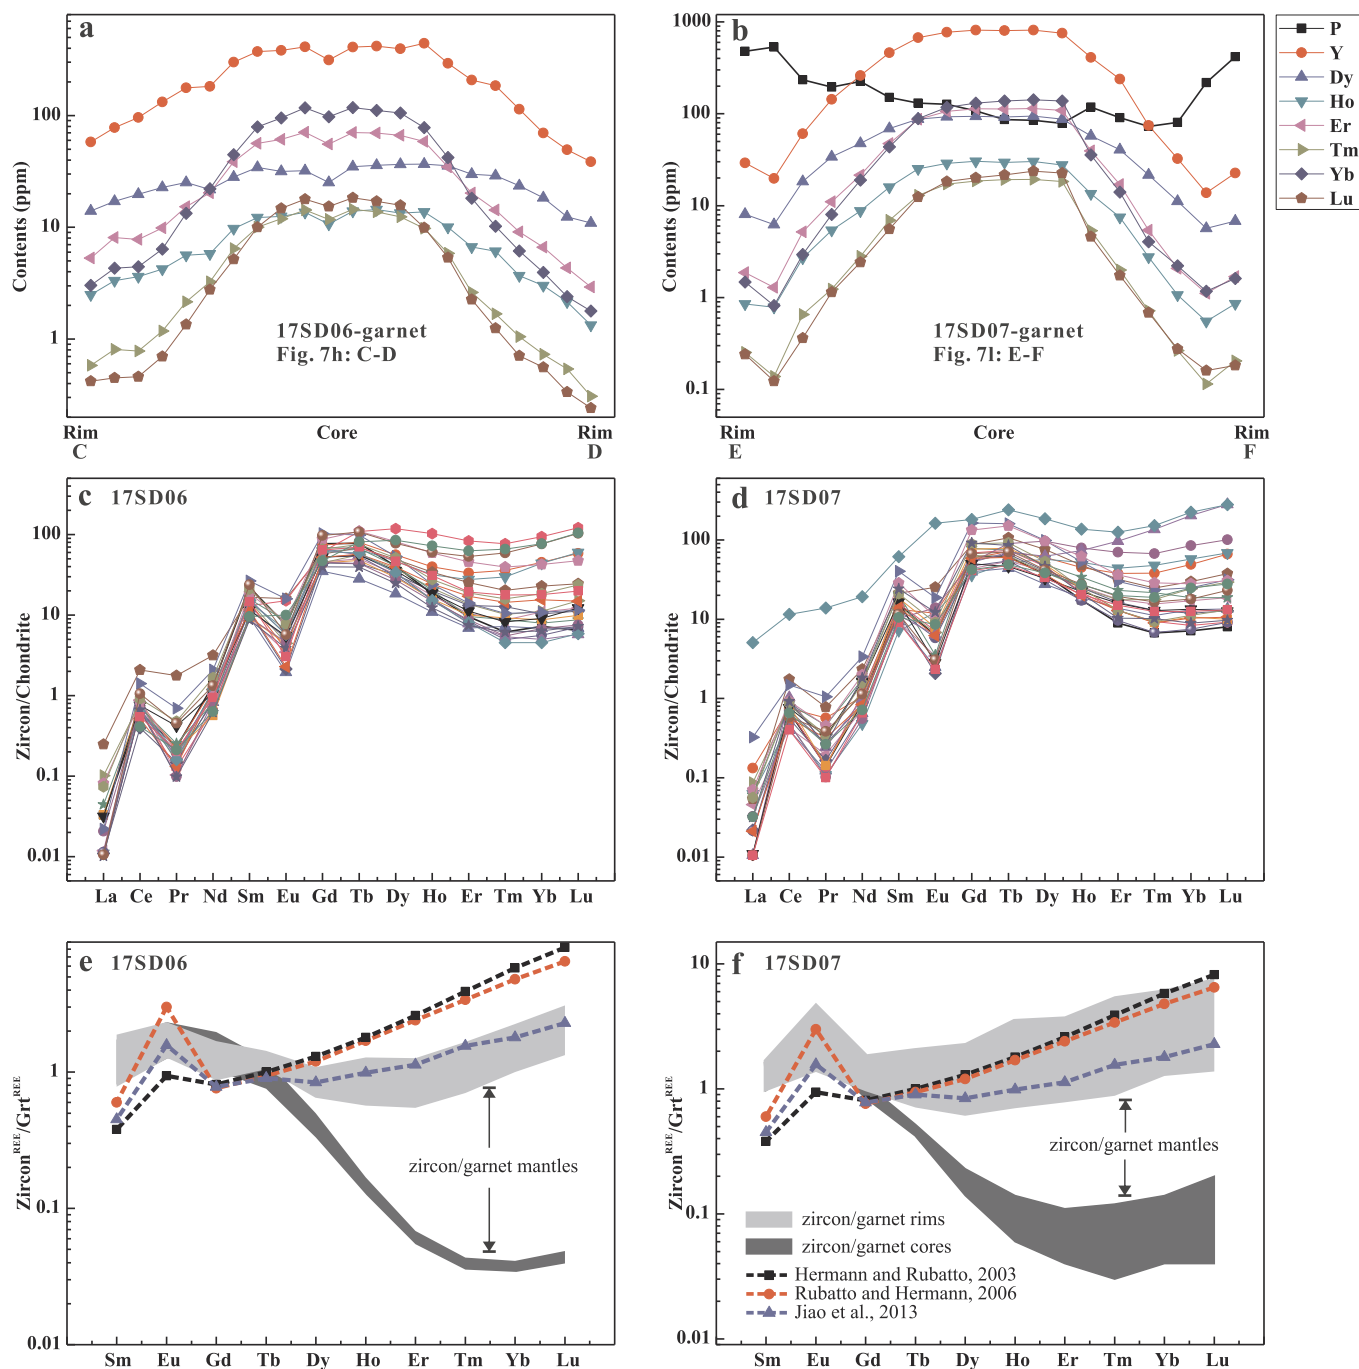 a
100
10
1
Contents (ppm)
17SD06-garnet
Fig. 7h: C-D
Rim
Core
Rim
C
D
b
1000
100
10
1
0.1
Contents (ppm)
17SD07-garnet
Fig. 7l: E-F
Rim
Core
Rim
E
F
P
Y
Dy
Ho
Er
Tm
Yb
Lu
c 17SD06
100
10
1
0.1
0.01
Zircon/Chondrite
La Ce Pr Nd Sm Eu Gd Tb Dy Ho Er Tm Yb Lu
d 17SD07
100
10
1
0.1
0.01
Zircon/Chondrite
La Ce Pr Nd Sm Eu Gd Tb Dy Ho Er Tm Yb Lu
e 17SD06
1
0.1
0.01
Zircon^REE/Grt^REE
zircon/garnet mantles
Sm Eu Gd Tb Dy Ho Er Tm Yb Lu
f 17SD07
10
1
0.1
0.01
Zircon^REE/Grt^REE
zircon/garnet mantles
zircon/garnet rims
zircon/garnet cores
Hermann and Rubatto, 2003
Rubatto and Hermann, 2006
Jiao et al., 2013
Sm Eu Gd Tb Dy Ho Er Tm Yb Lu